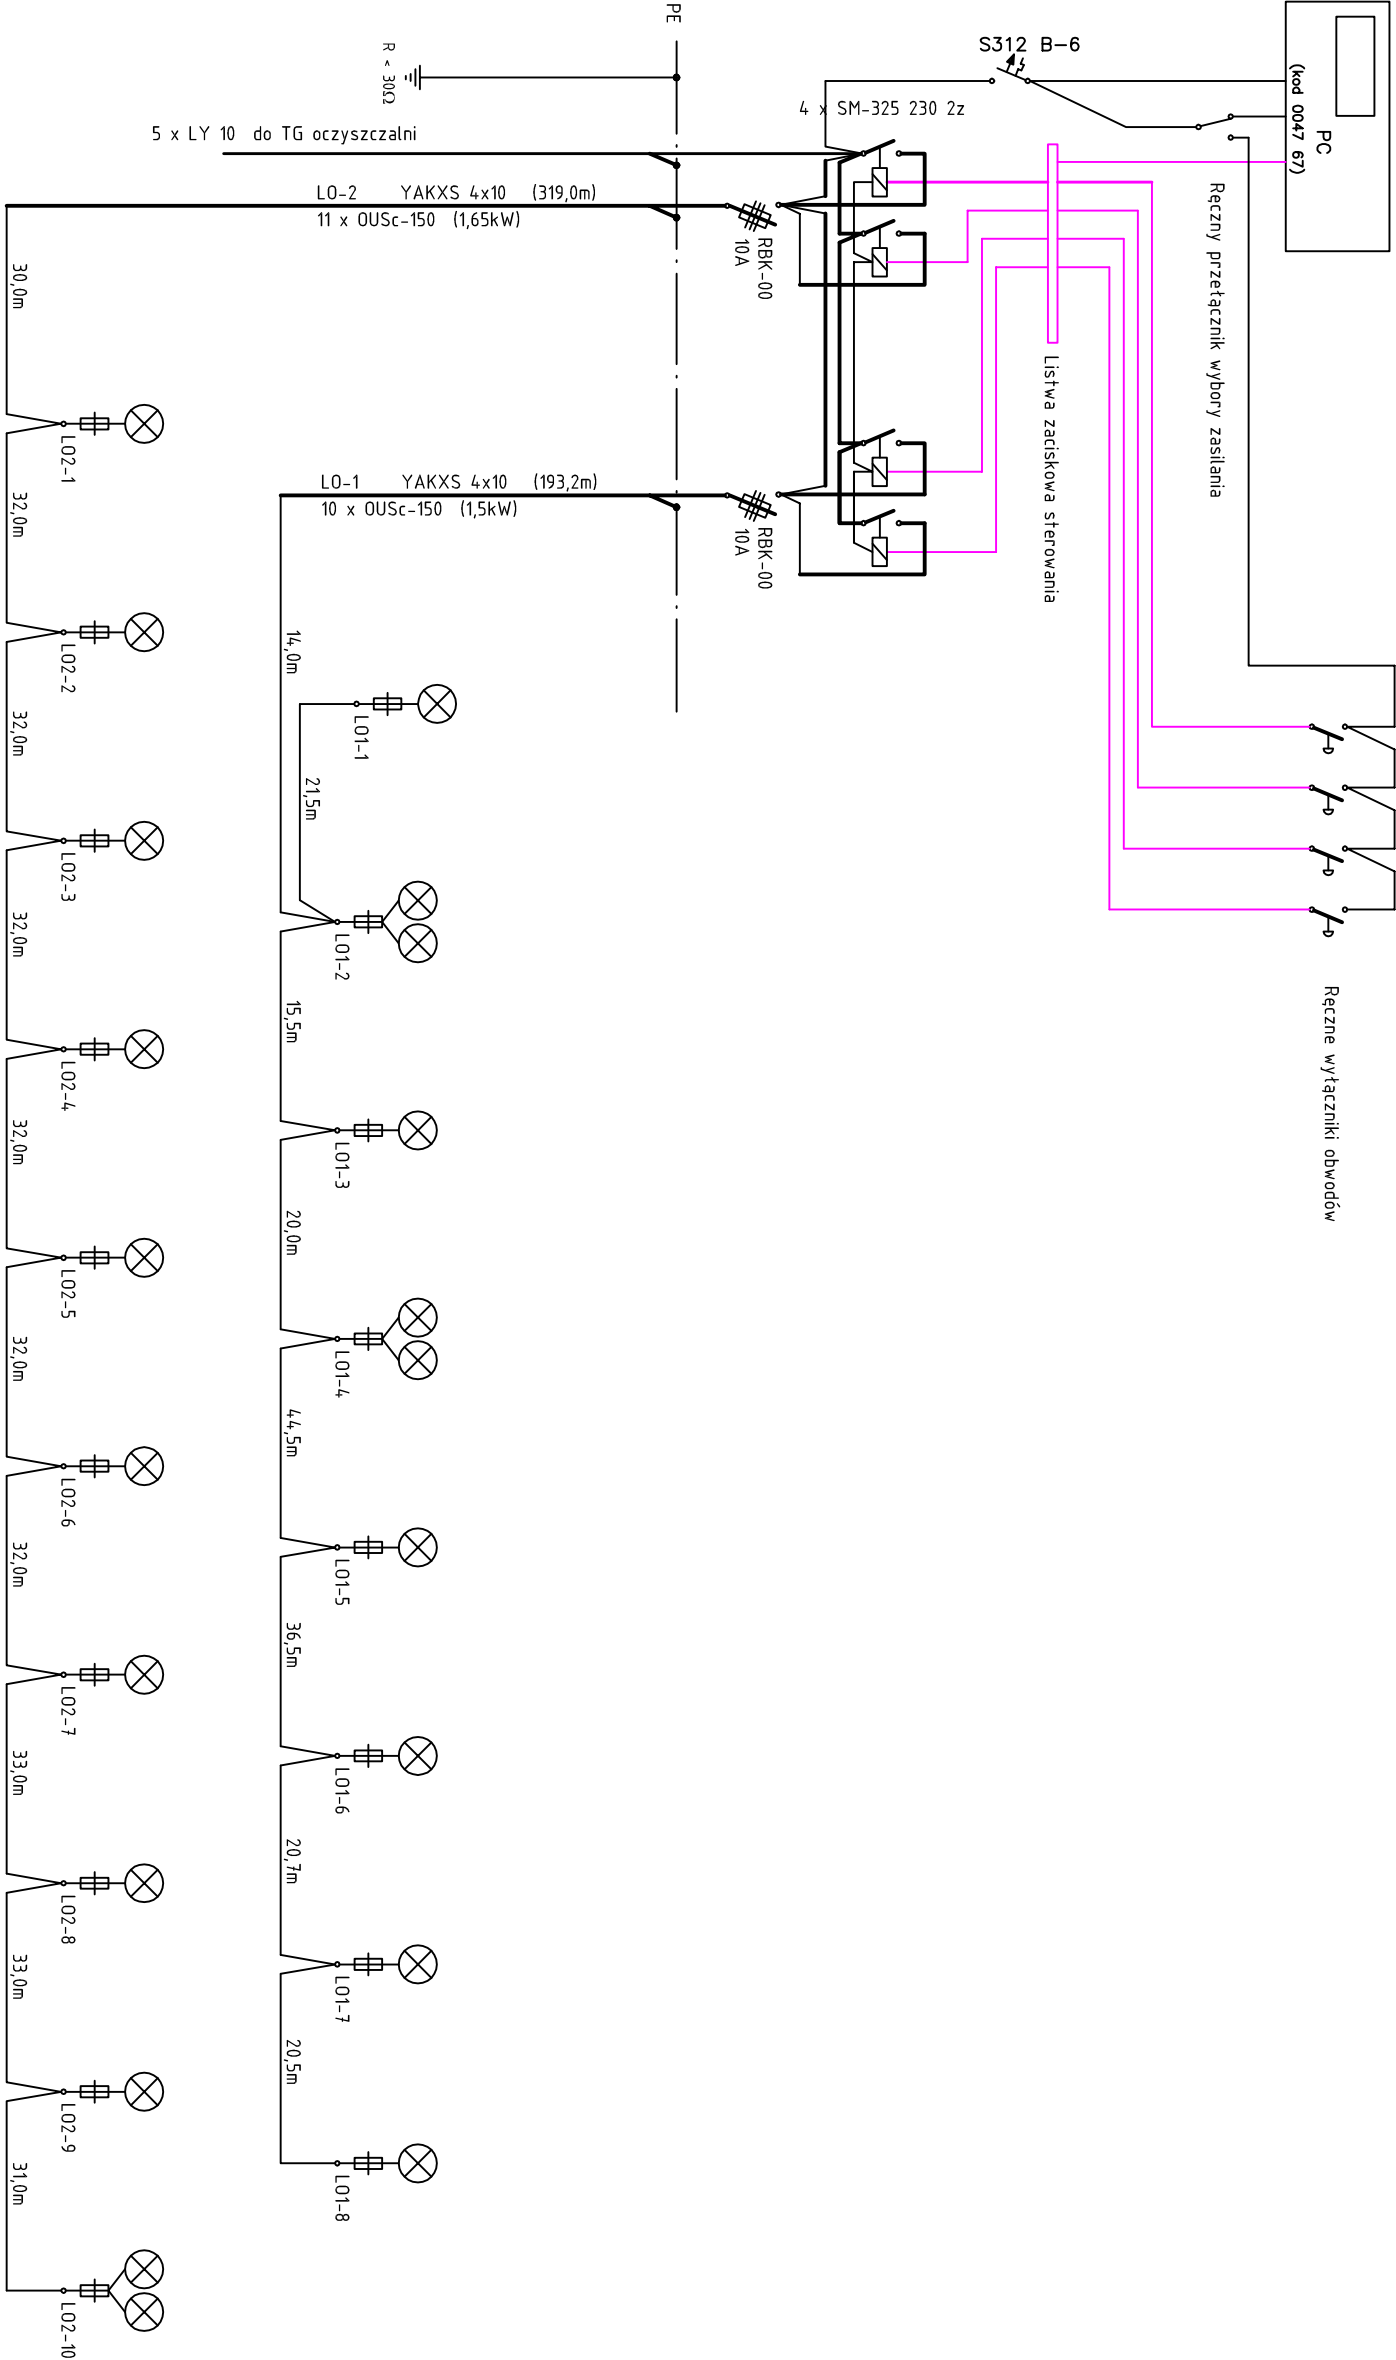 PE
R < 30Ω
S312 B-6
(kod 0047 67)
PC
4 x SM-325 230 2z
5 x LY 10 do TG oczyszczalni
LO-2 YAKXS 4x10 (319,0m)
11 x OUSc-150 (1,65kW)
RBK-00
10A
Ręczny przełącznik wybory zasilania
Listwa zaciskowa sterowania
LO-1 YAKXS 4x10 (193,2m)
10 x OUSc-150 (1,5kW)
RBK-00
10A
Ręczne wyłączniki obwodów
14,0m
LO1-1
21,5m
LO1-2
15,5m
LO1-3
20,0m
LO1-4
44,5m
LO1-5
36,5m
LO1-6
20,7m
LO1-7
20,5m
LO1-8
30,0m
LO2-1
32,0m
LO2-2
32,0m
LO2-3
32,0m
LO2-4
32,0m
LO2-5
32,0m
LO2-6
32,0m
LO2-7
33,0m
LO2-8
33,0m
LO2-9
31,0m
LO2-10